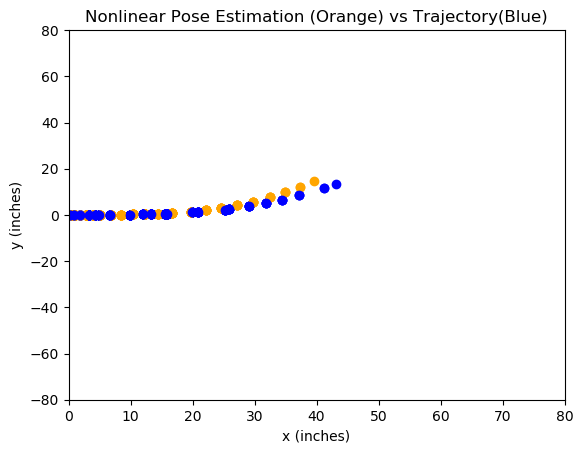 Nonlinear Pose Estimation (Orange) vs Trajectory(Blue)
80
60
40
20
0
−20
−40
−60
−80
y (inches)
0 10 20 30 40 50 60 70 80
x (inches)